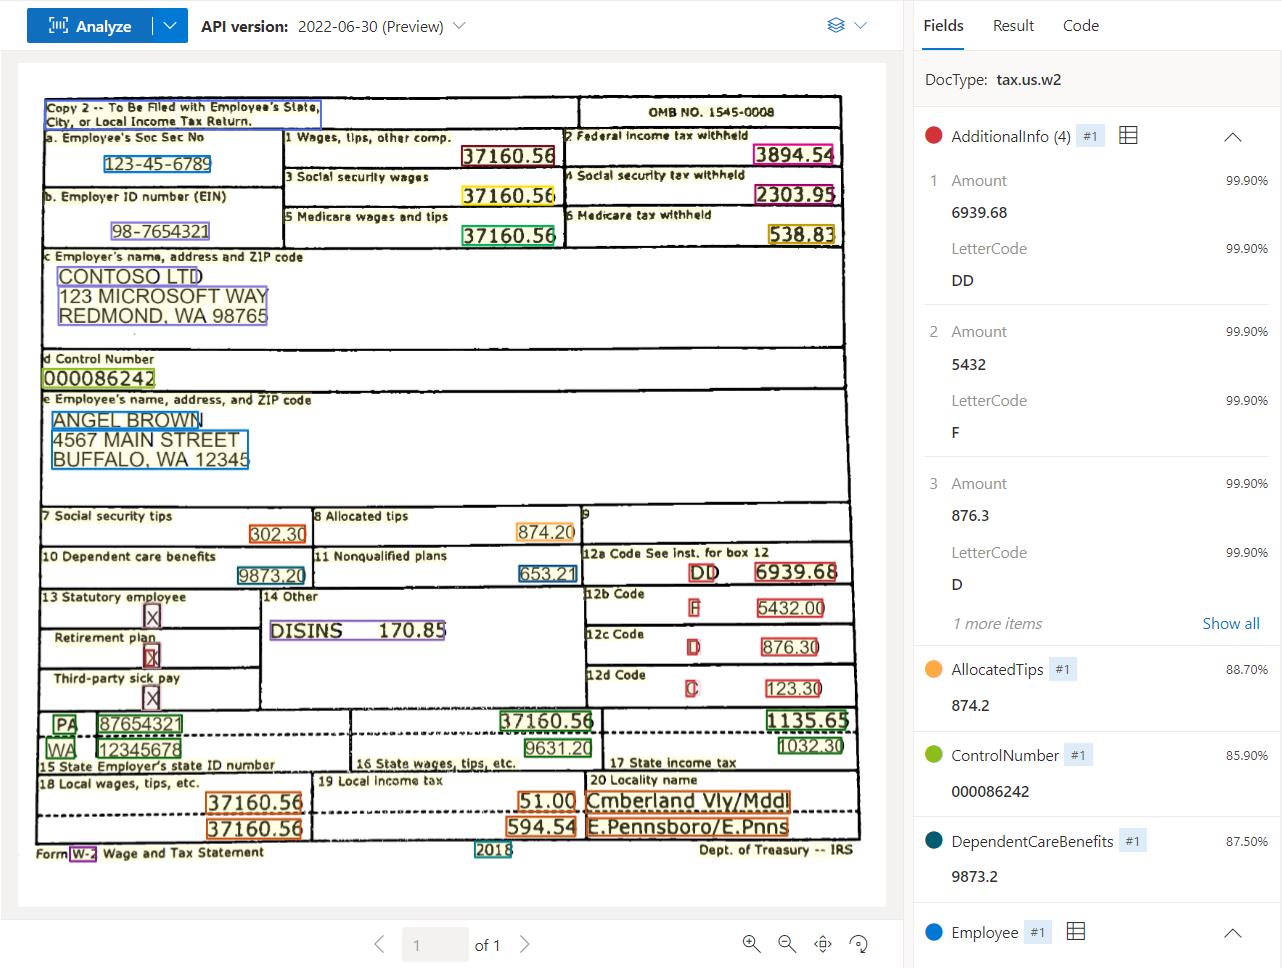 Analyze
API version: 2022-06-30 (Preview)
Fields Result Code
DocType: tax.us.w2
Copy 2 -- To Be Filed with Employee's State,
City, or Local Income Tax Return.
OMB NO. 1545-0008
a. Employee's Soc Sec No
123-45-6789
1 Wages, tips, other comp.
37160.56
2 Federal income tax withheld
3894.54
3 Social security wages
37160.56
4 Social security tax withheld
2303.95
b. Employer ID number (EIN)
98-7654321
5 Medicare wages and tips
37160.56
6 Medicare tax withheld
538.83
c Employer's name, address and ZIP code
CONTOSO LTD
123 MICROSOFT WAY
REDMOND, WA 98765
d Control Number
000086242
e Employee's name, address, and ZIP code
ANGEL BROWN
4567 MAIN STREET
BUFFALO, WA 12345
7 Social security tips
302.30
8 Allocated tips
874.20
9
10 Dependent care benefits
9873.20
11 Nonqualified plans
653.21
12a Code See inst. for box 12
DD 6939.68
13 Statutory employee
X
Retirement plan
X
Third-party sick pay
X
14 Other
DISINS 170.85
12b Code
F 5432.00
12c Code
D 876.30
12d Code
C 123.30
PA 87654321 37160.56 1135.65
WA 12345678 9631.20 1032.30
15 State Employer's state ID number 16 State wages, tips, etc. 17 State income tax
18 Local wages, tips, etc. 19 Local income tax 20 Locality name
37160.56 51.00 Cmberland Vly/Mddl
37160.56 594.54 E.Pennsboro/E.Pnns
Form W-2 Wage and Tax Statement 2018 Dept. of Treasury -- IRS
1 of 1
AdditionalInfo (4) #1
1 Amount 99.90%
6939.68
LetterCode 99.90%
DD
2 Amount 99.90%
5432
LetterCode 99.90%
F
3 Amount 99.90%
876.3
LetterCode 99.90%
D
1 more items Show all
AllocatedTips #1 88.70%
874.2
ControlNumber #1 85.90%
000086242
DependentCareBenefits #1 87.50%
9873.2
Employee #1